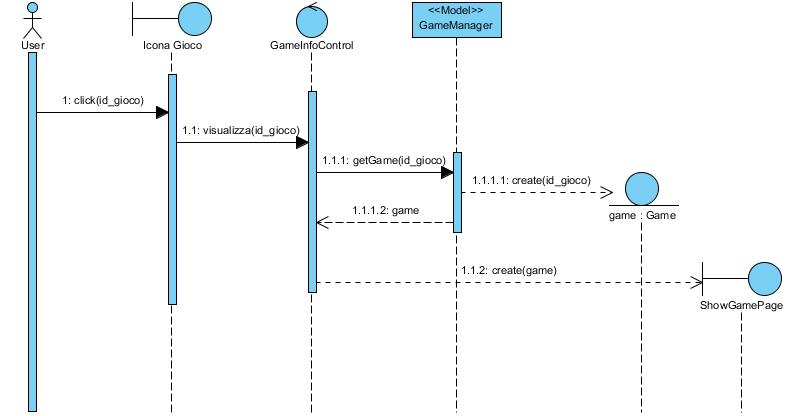 <<Model>>
GameManager
User
Icona Gioco
GameInfoControl
1: click(id_gioco)
1.1: visualizza(id_gioco)
1.1.1: getGame(id_gioco)
1.1.1.1: create(id_gioco)
1.1.1.2: game
game : Game
1.1.2: create(game)
ShowGamePage